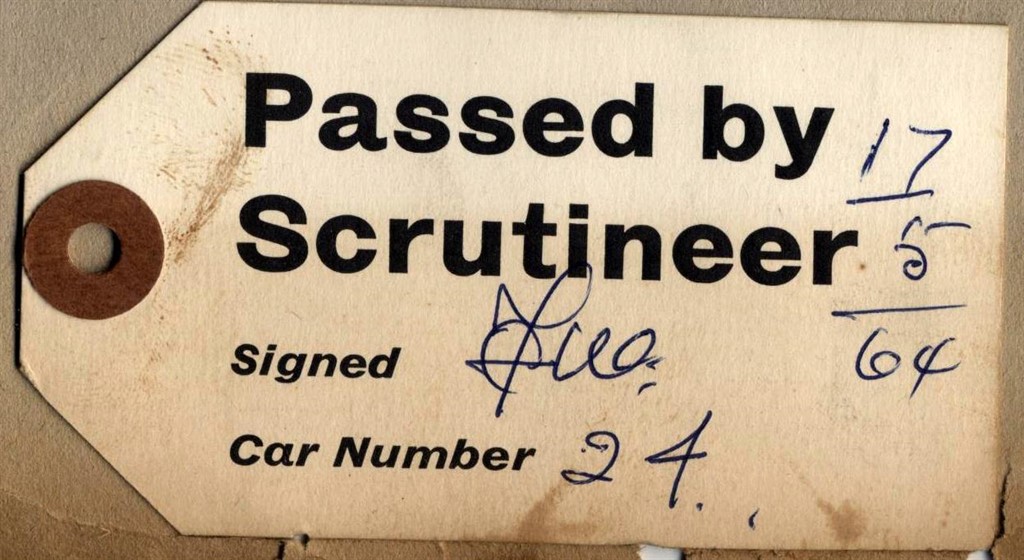 Passed by
Scrutineer
17
5
64
Signed
Car Number 24